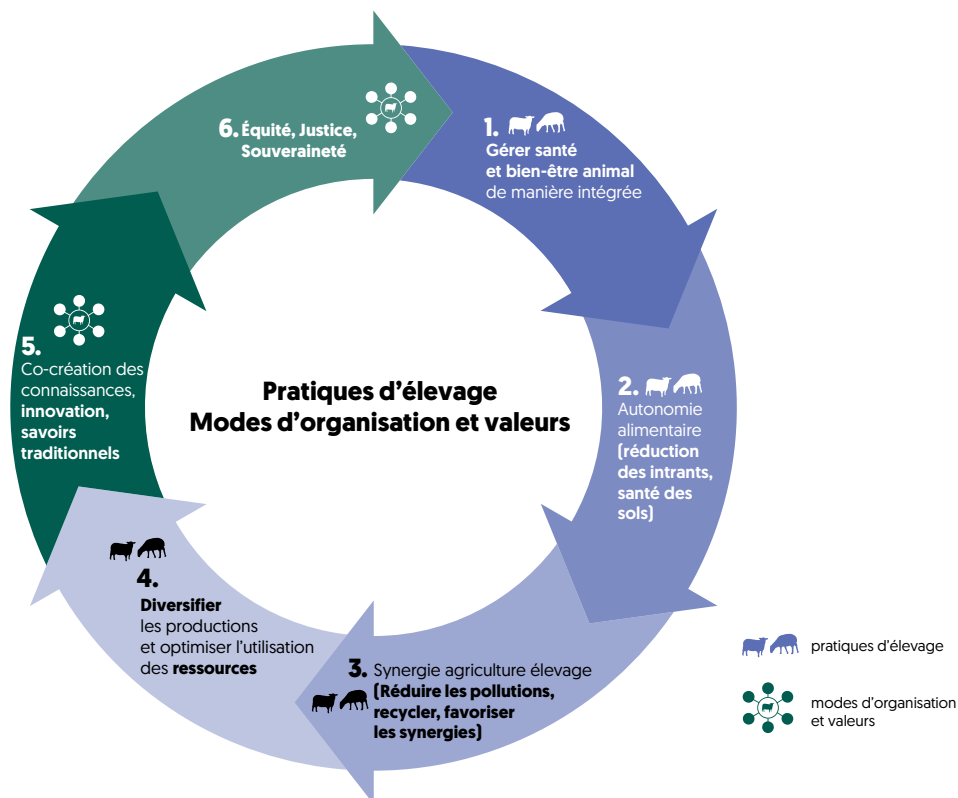 6. Équité, Justice,
Souveraineté
1.
Gérer santé
et bien-être animal
de manière intégrée
5.
Co-création des
connaissances,
innovation,
savoirs
traditionnels
Pratiques d'élevage
Modes d'organisation et valeurs
2.
Autonomie
alimentaire
(réduction
des intrants,
santé des
sols)
4.
Diversifier
les productions
et optimiser l'utilisation
des ressources
3. Synergie agriculture élevage
(Réduire les pollutions,
recycler, favoriser
les synergies)
pratiques d'élevage
modes d'organisation
et valeurs